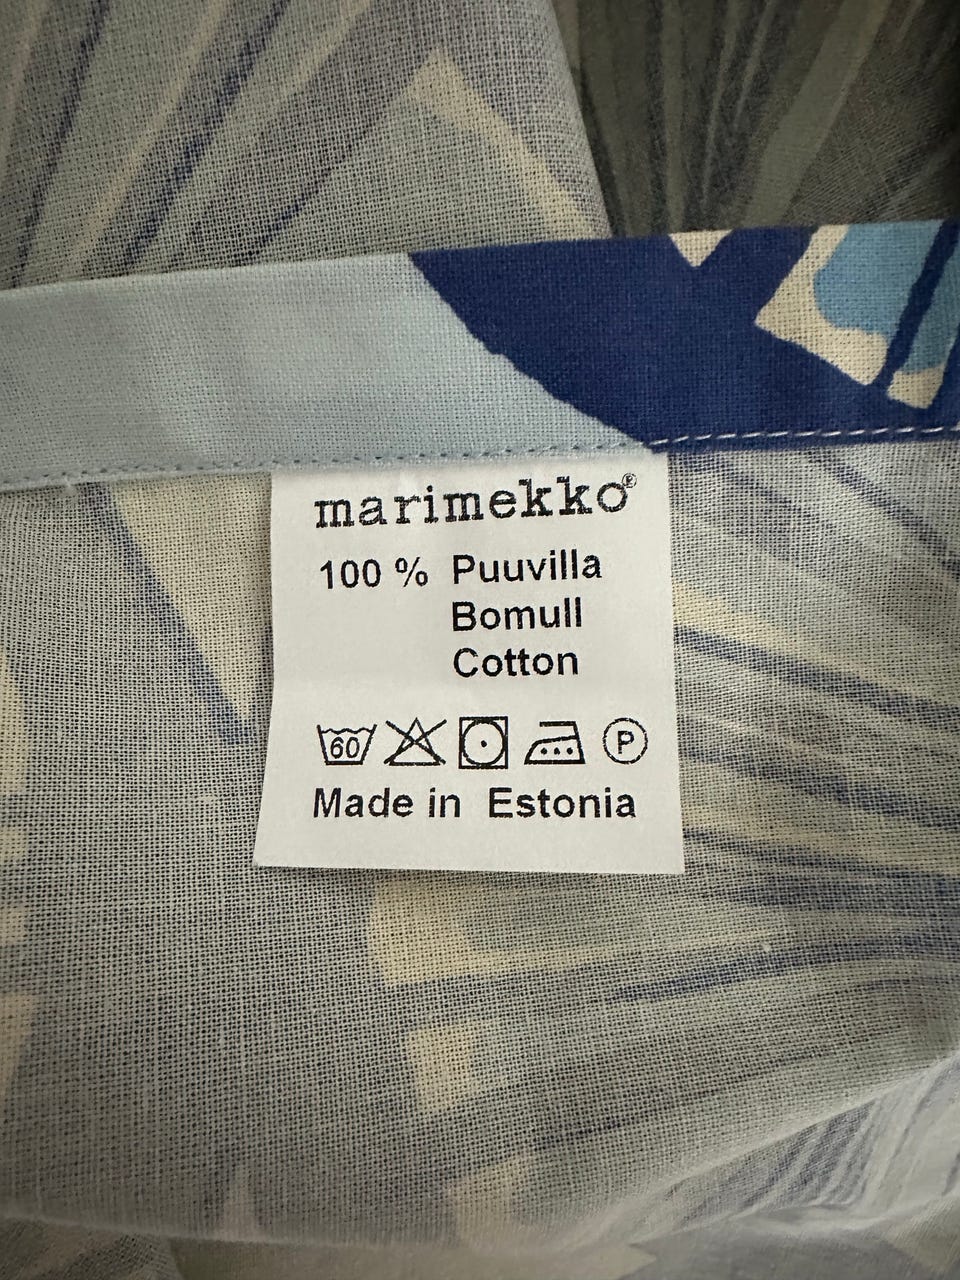 marimekko®
100 % Puuvilla
Bomull
Cotton
60 P
Made in Estonia